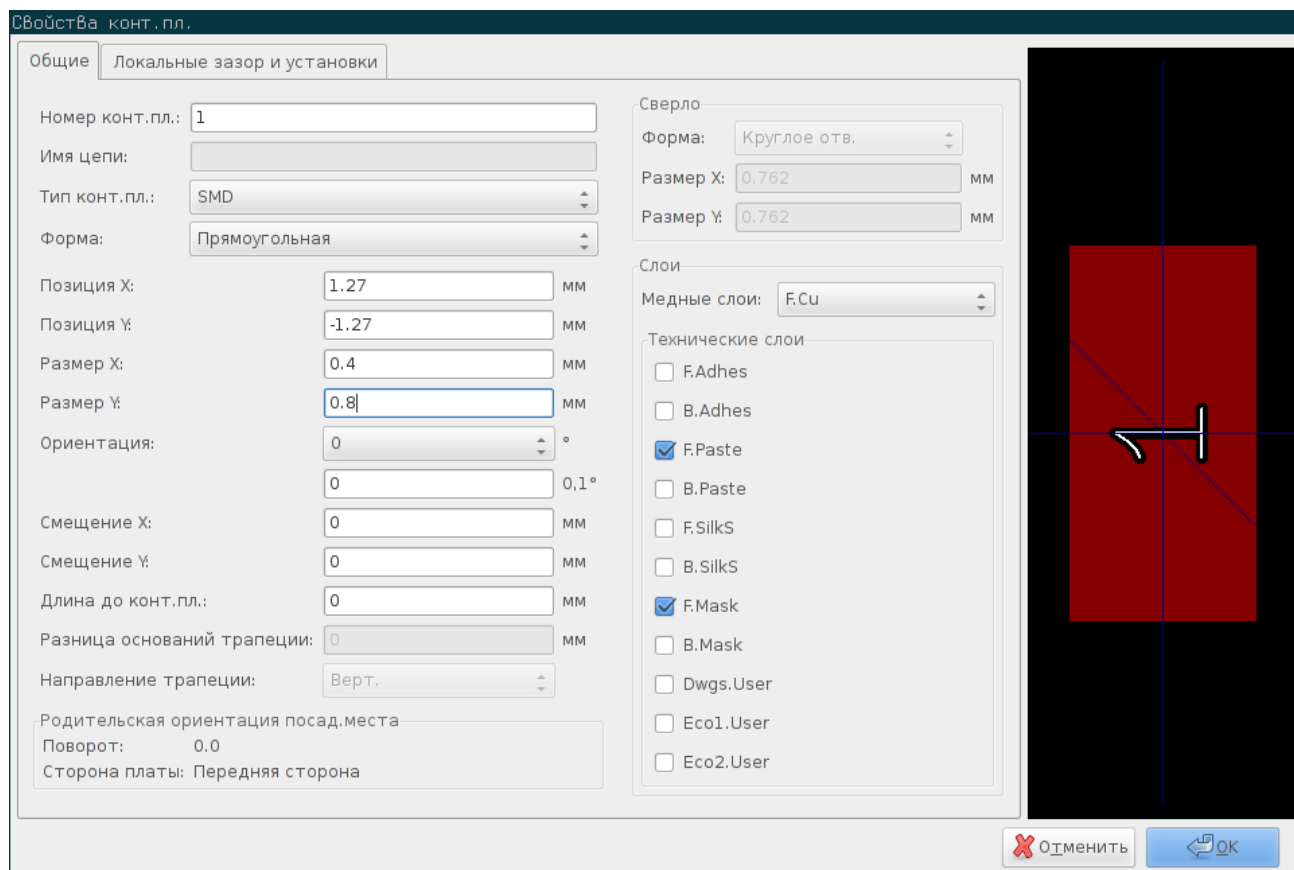 Свойства конт.пл.
Общие
Локальные зазор и установки
Номер конт.пл.: 1
Имя цепи:
Тип конт.пл.: SMD
Форма: Прямоугольная
Позиция X: 1.27 мм
Позиция Y: -1.27 мм
Размер X: 0.4 мм
Размер Y: 0.8 мм
Ориентация: 0 °
0 0,1°
Смещение X: 0 мм
Смещение Y: 0 мм
Длина до конт.пл.: 0 мм
Разница оснований трапеции: 0 мм
Направление трапеции: Верт.
Родительская ориентация посад.места
Поворот: 0.0
Сторона платы: Передняя сторона
Сверло
Форма: Круглое отв.
Размер X: 0.762 мм
Размер Y: 0.762 мм
Слои
Медные слои: F.Cu
Технические слои
F.Adhes
B.Adhes
F.Paste
B.Paste
F.SilkS
B.SilkS
F.Mask
B.Mask
Dwgs.User
Eco1.User
Eco2.User
1
Отменить
OK